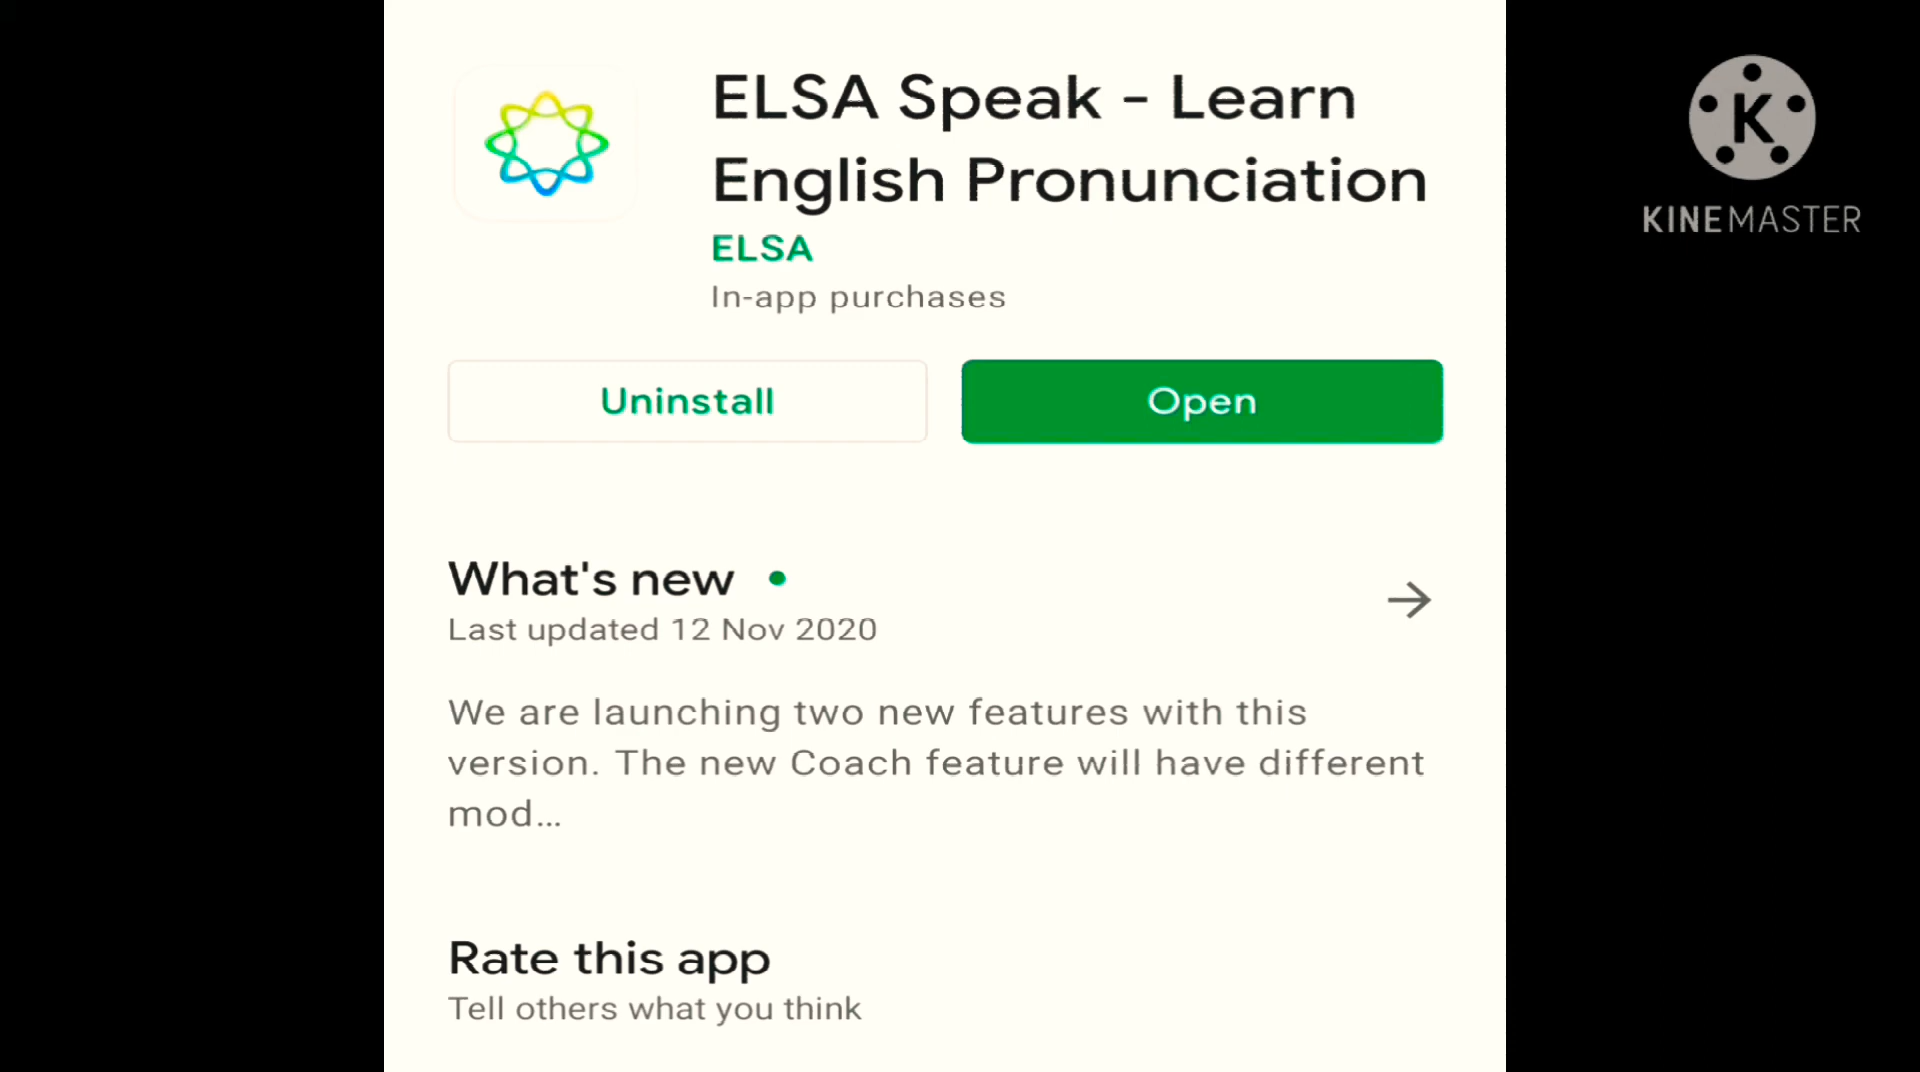 ELSA Speak - Learn
English Pronunciation
ELSA
In-app purchases
Uninstall
Open
What's new
Last updated 12 Nov 2020
We are launching two new features with this
version. The new Coach feature will have different
mod...
Rate this app
Tell others what you think
K
KINEMASTER